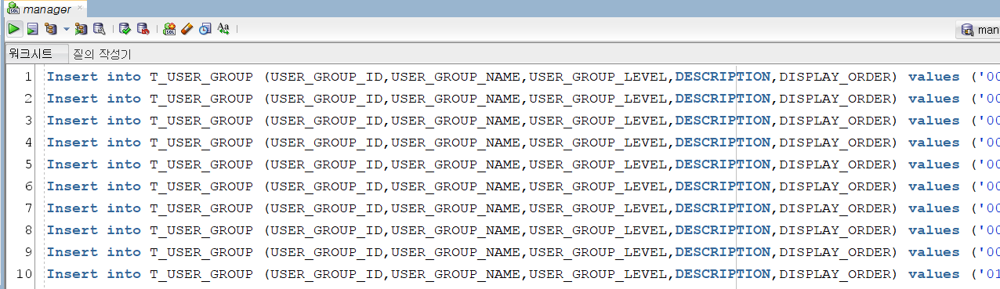 manager
man
워크시트 질의 작성기
1 Insert into T_USER_GROUP (USER_GROUP_ID,USER_GROUP_NAME,USER_GROUP_LEVEL,DESCRIPTION,DISPLAY_ORDER) values ('00
2 Insert into T_USER_GROUP (USER_GROUP_ID,USER_GROUP_NAME,USER_GROUP_LEVEL,DESCRIPTION,DISPLAY_ORDER) values ('00
3 Insert into T_USER_GROUP (USER_GROUP_ID,USER_GROUP_NAME,USER_GROUP_LEVEL,DESCRIPTION,DISPLAY_ORDER) values ('00
4 Insert into T_USER_GROUP (USER_GROUP_ID,USER_GROUP_NAME,USER_GROUP_LEVEL,DESCRIPTION,DISPLAY_ORDER) values ('00
5 Insert into T_USER_GROUP (USER_GROUP_ID,USER_GROUP_NAME,USER_GROUP_LEVEL,DESCRIPTION,DISPLAY_ORDER) values ('00
6 Insert into T_USER_GROUP (USER_GROUP_ID,USER_GROUP_NAME,USER_GROUP_LEVEL,DESCRIPTION,DISPLAY_ORDER) values ('00
7 Insert into T_USER_GROUP (USER_GROUP_ID,USER_GROUP_NAME,USER_GROUP_LEVEL,DESCRIPTION,DISPLAY_ORDER) values ('00
8 Insert into T_USER_GROUP (USER_GROUP_ID,USER_GROUP_NAME,USER_GROUP_LEVEL,DESCRIPTION,DISPLAY_ORDER) values ('00
9 Insert into T_USER_GROUP (USER_GROUP_ID,USER_GROUP_NAME,USER_GROUP_LEVEL,DESCRIPTION,DISPLAY_ORDER) values ('00
10 Insert into T_USER_GROUP (USER_GROUP_ID,USER_GROUP_NAME,USER_GROUP_LEVEL,DESCRIPTION,DISPLAY_ORDER) values ('01